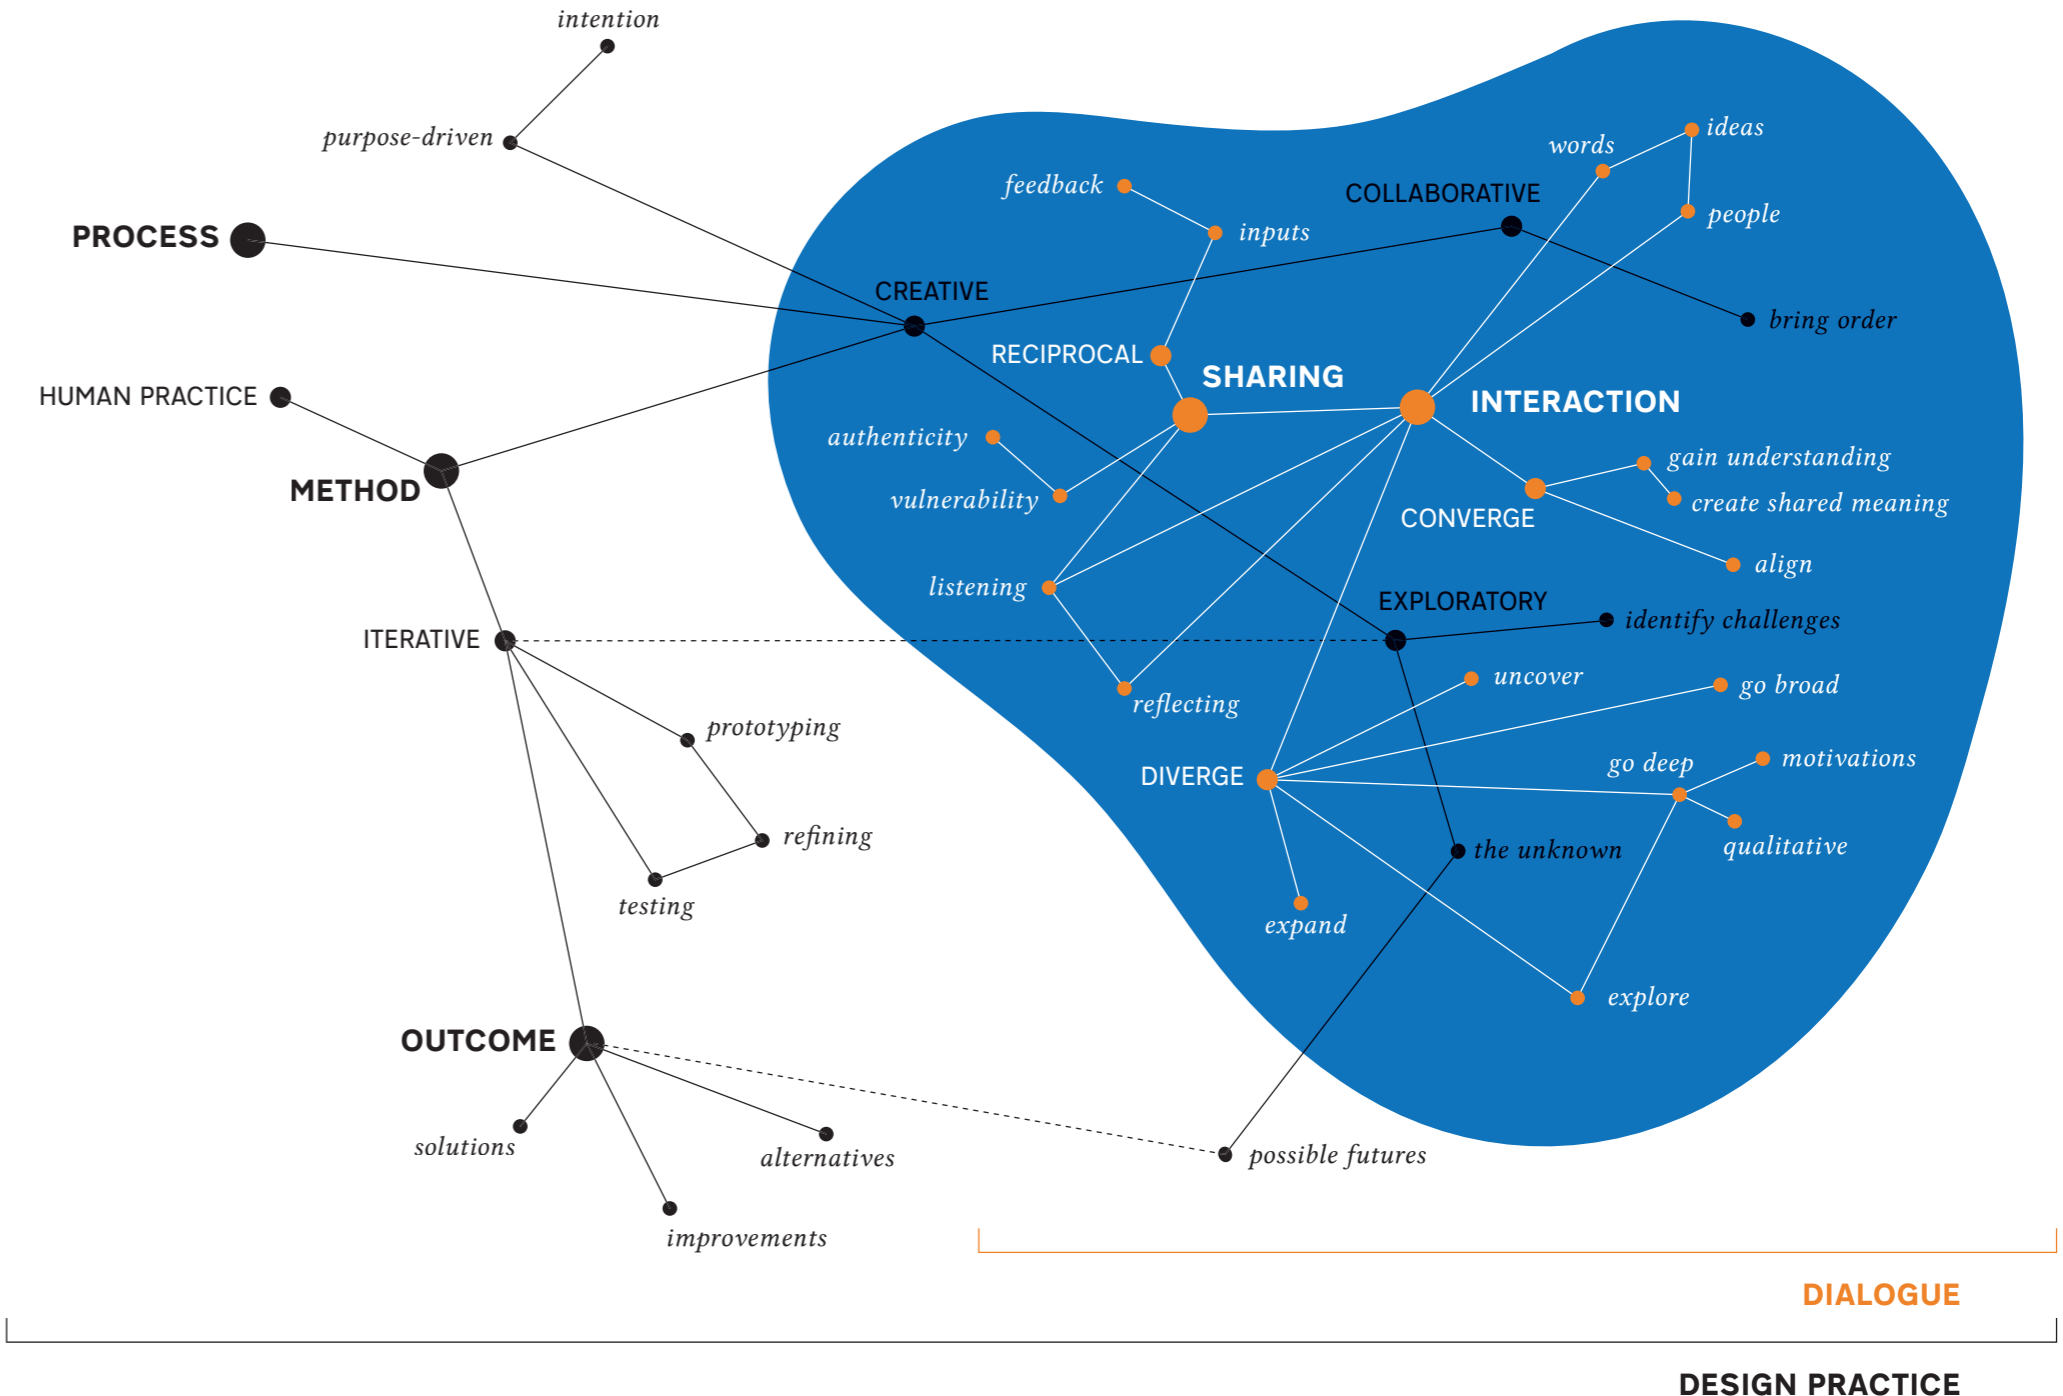 intention
purpose-driven
PROCESS
HUMAN PRACTICE
METHOD
ITERATIVE
prototyping
refining
testing
OUTCOME
solutions
alternatives
improvements
possible futures
CREATIVE
feedback
inputs
RECIPROCAL
SHARING
authenticity
vulnerability
listening
reflecting
COLLABORATIVE
words
ideas
people
bring order
INTERACTION
gain understanding
create shared meaning
CONVERGE
align
EXPLORATORY
identify challenges
uncover
go broad
DIVERGE
go deep
motivations
qualitative
the unknown
expand
explore
DIALOGUE
DESIGN PRACTICE